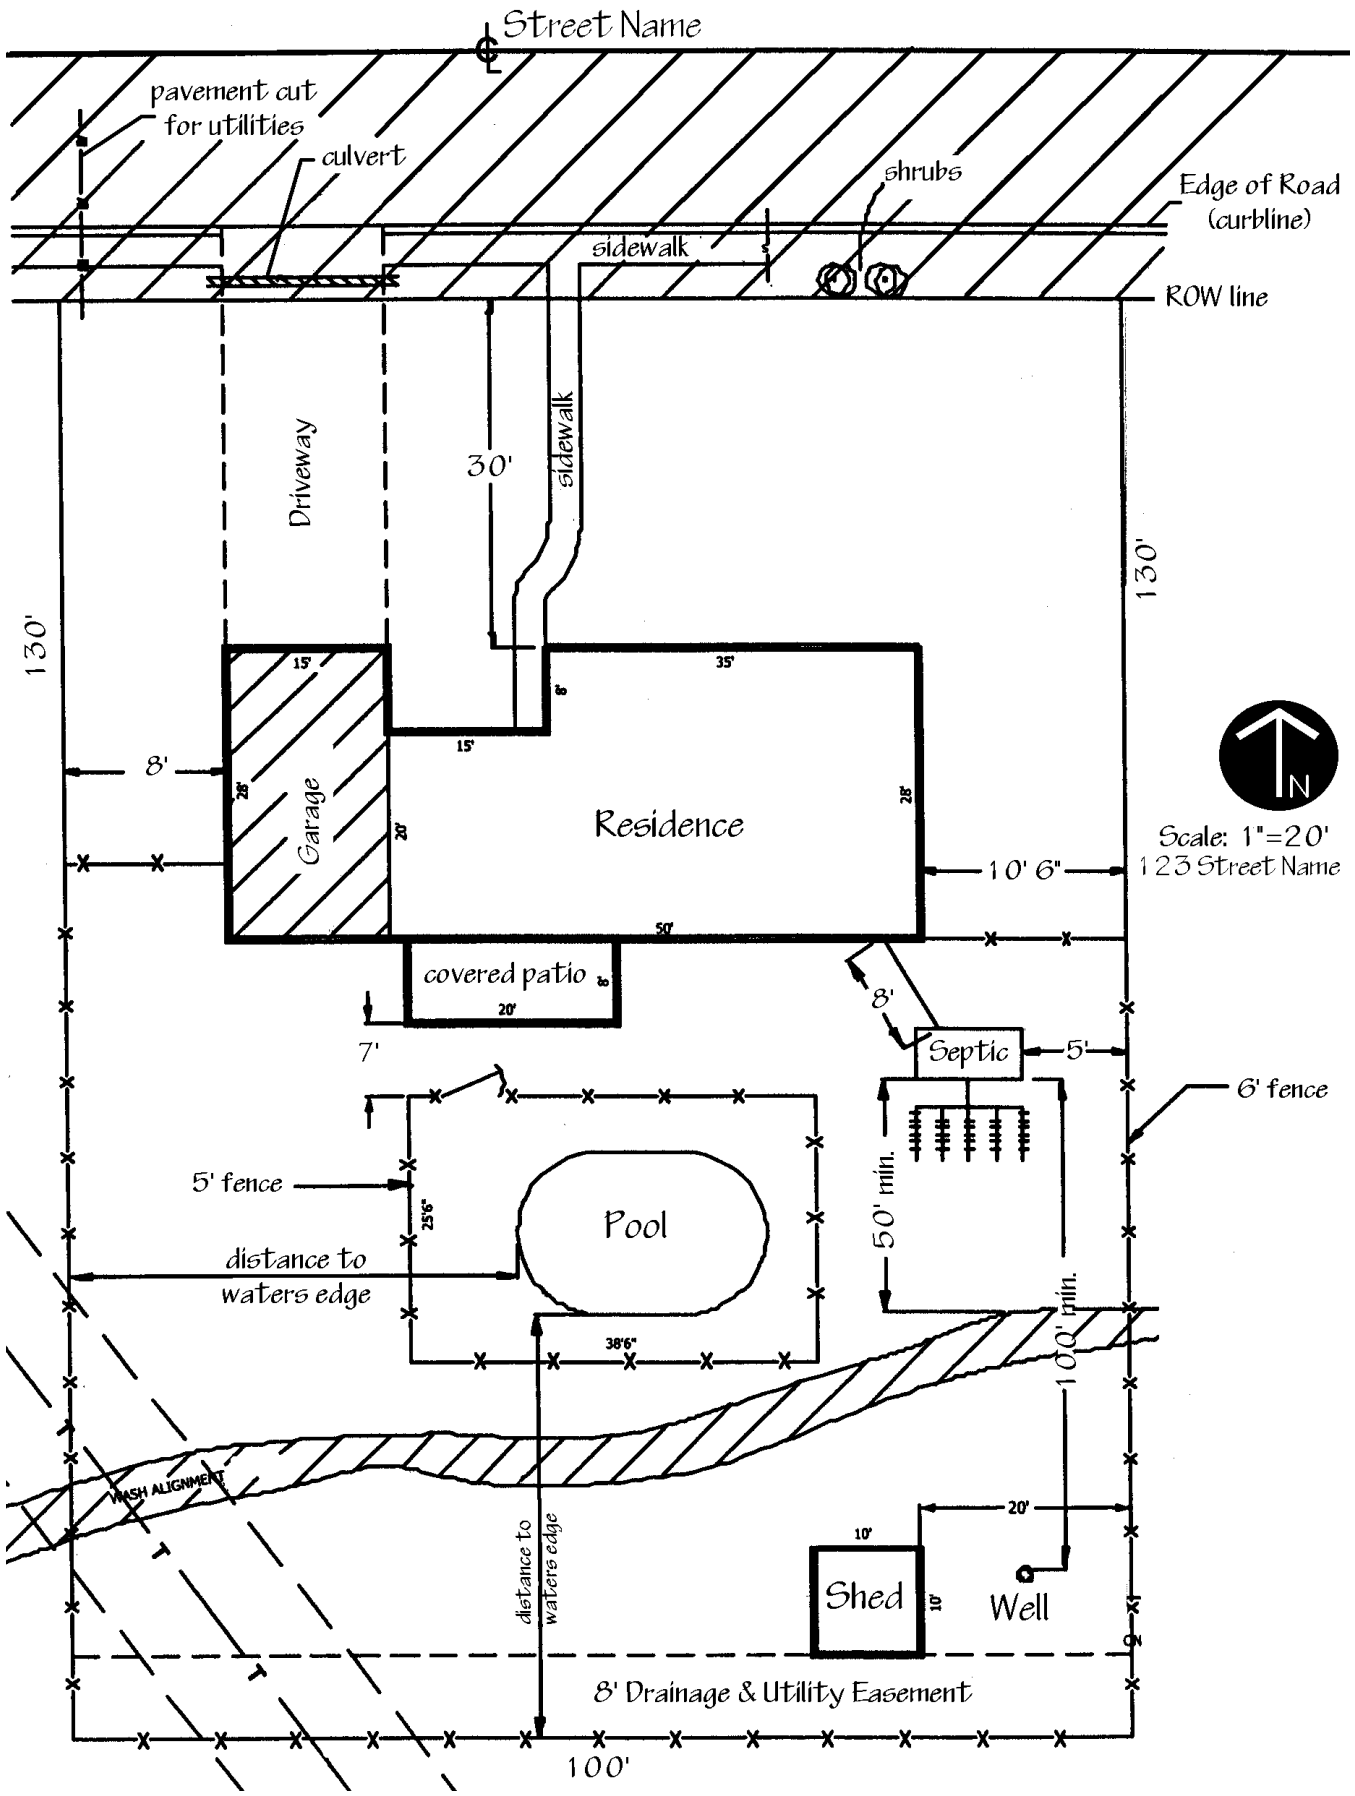 Street Name
pavement cut
for utilities
culvert
shrubs
Edge of Road
(curbline)
sidewalk
ROW line
Driveway
30'
sidewalk
130'
130'
15'
35'
8'
15'
8'
28'
Garage
20'
Residence
28'
N
Scale: 1"=20'
123 Street Name
10' 6"
50'
covered patio
8'
20'
8'
7'
Septic
5'
6' fence
5' fence
25'6"
Pool
50' min.
distance to
waters edge
100' min.
38'6"
WASH ALIGNMENT
distance to
waters edge
20'
10'
Shed
10'
Well
T
T
T
8' Drainage & Utility Easement
100'